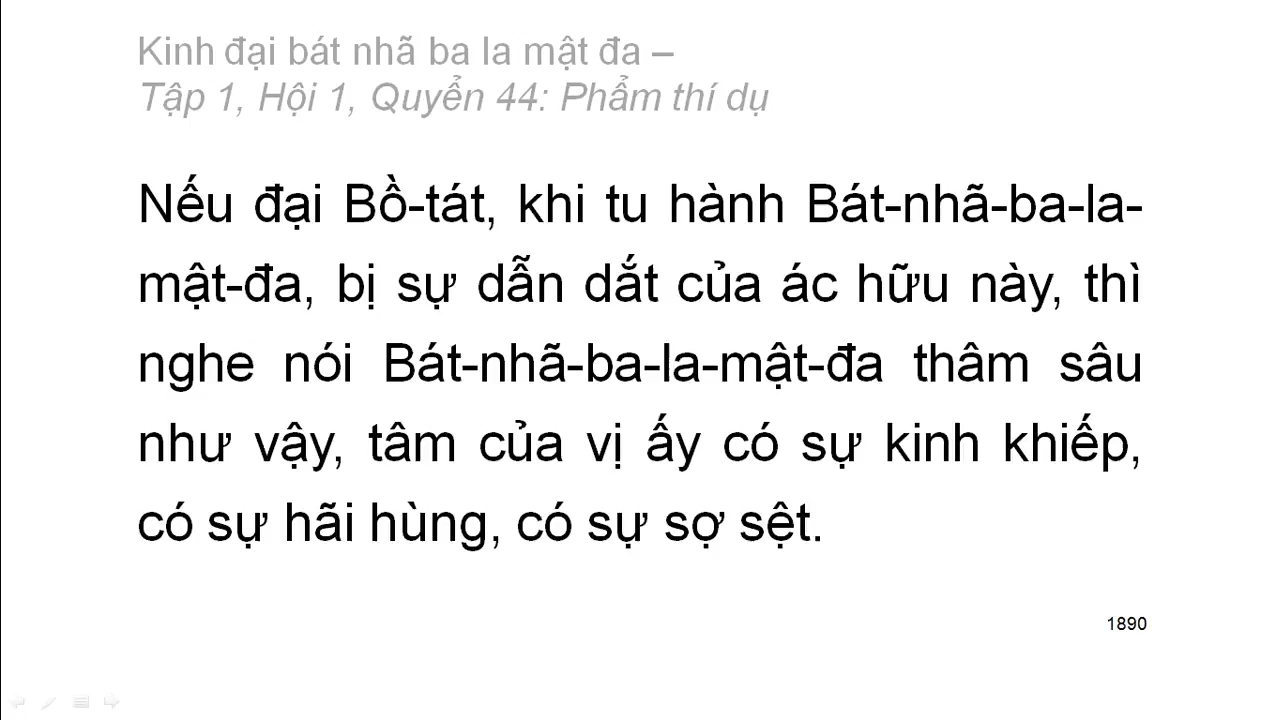 Kinh đại bát nhã ba la mật đa –
Tập 1, Hội 1, Quyển 44: Phẩm thí dụ
Nếu đại Bồ-tát, khi tu hành Bát-nhã-ba-la-
mật-đa, bị sự dẫn dắt của ác hữu này, thì
nghe nói Bát-nhã-ba-la-mật-đa thâm sâu
như vậy, tâm của vị ấy có sự kinh khiếp,
có sự hãi hùng, có sự sợ sệt.
1890